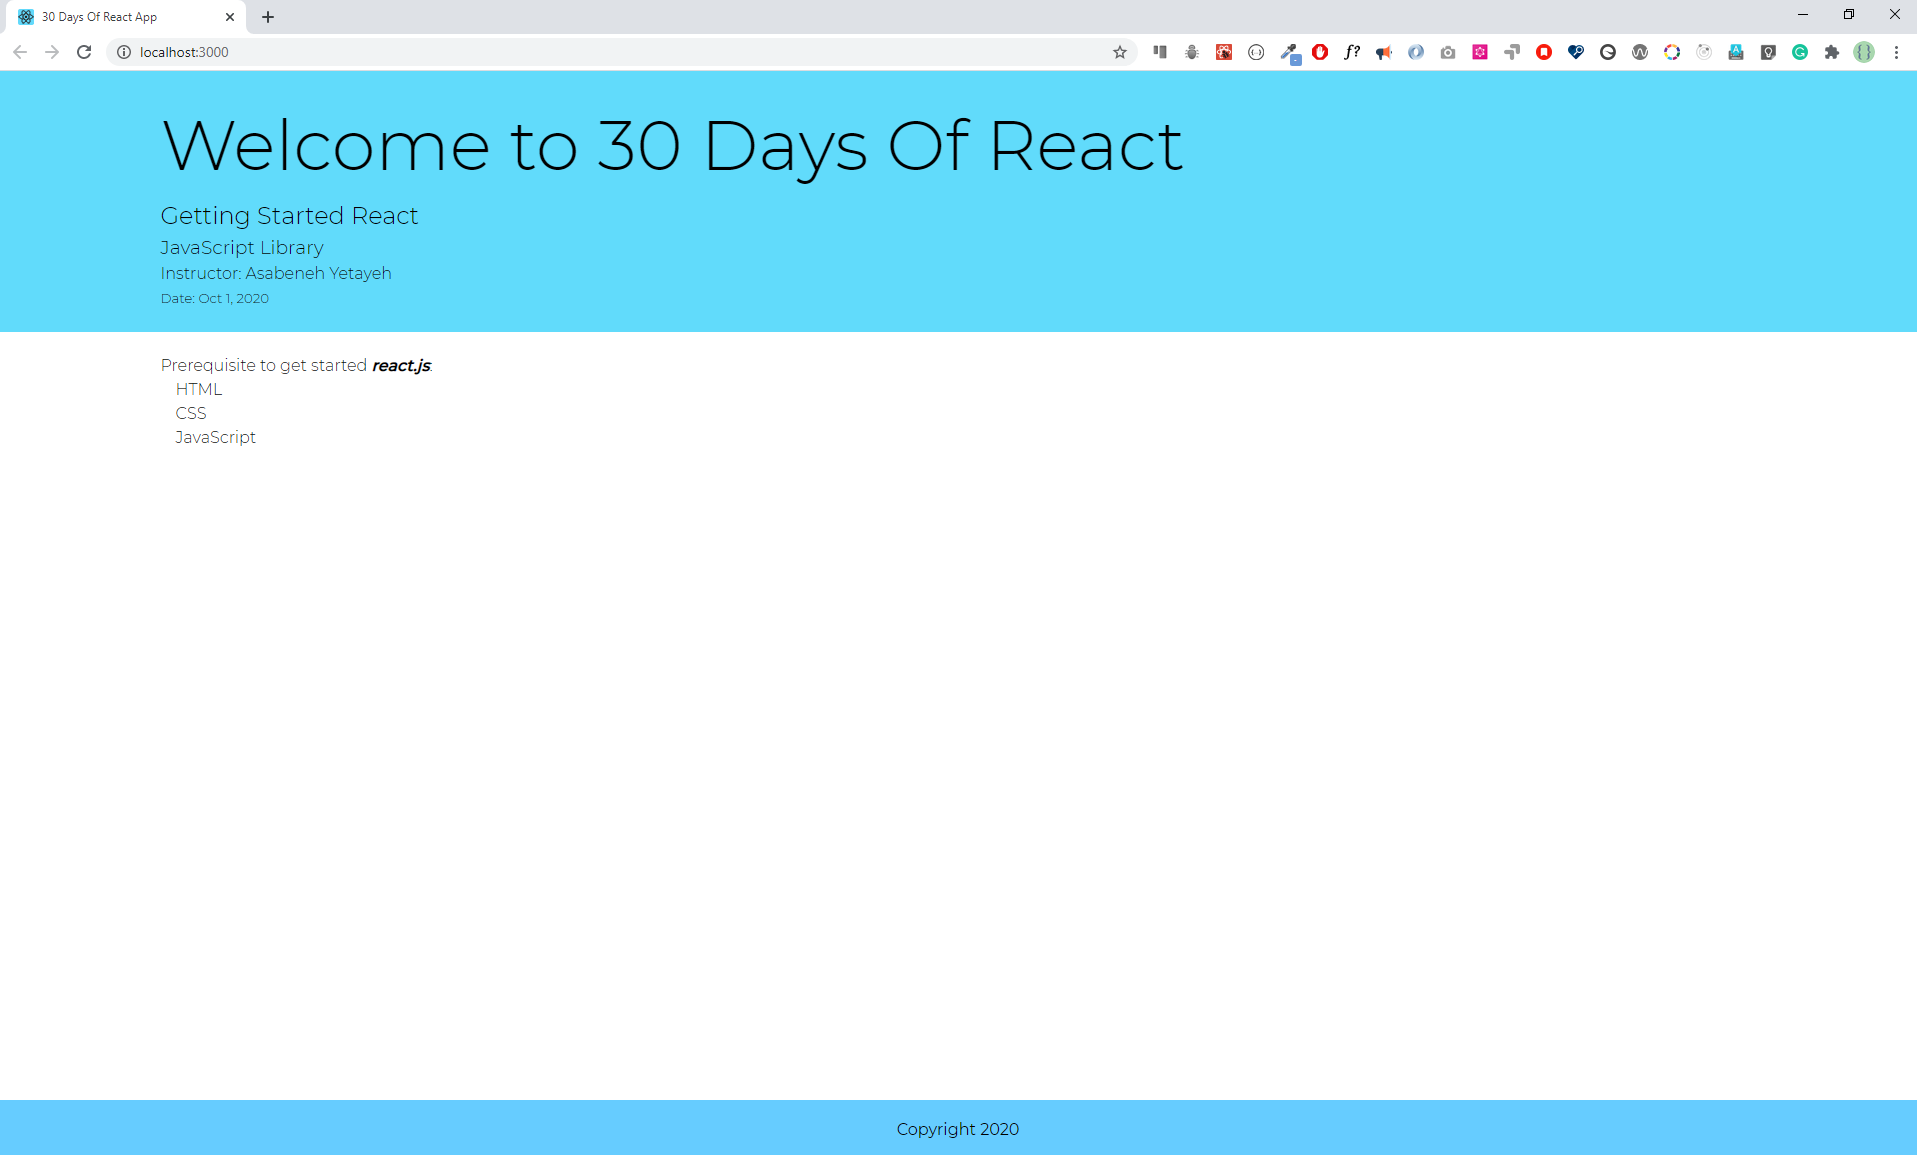 30 Days Of React App
localhost:3000
f?
Welcome to 30 Days Of React
Getting Started React
JavaScript Library
Instructor: Asabeneh Yetayeh
Date: Oct 1, 2020
Prerequisite to get started react.js:
HTML
CSS
JavaScript
Copyright 2020